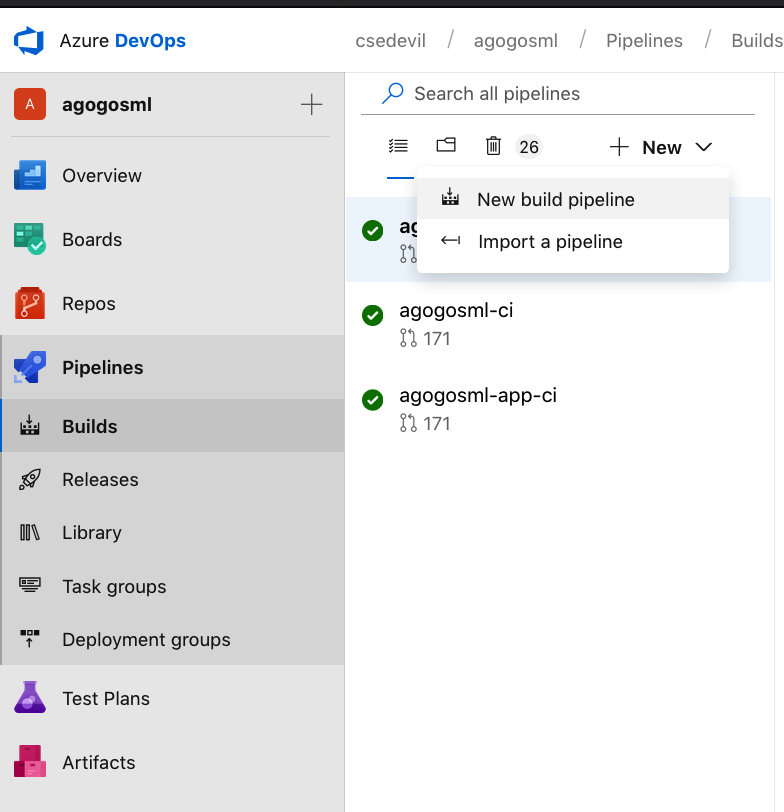 Azure DevOps
csedevil / agogosml / Pipelines / Builds
A agogosml
Overview
Boards
Repos
Pipelines
Builds
Releases
Library
Task groups
Deployment groups
Test Plans
Artifacts
Search all pipelines
26
New
New build pipeline
Import a pipeline
agogosml-ci
171
agogosml-app-ci
171